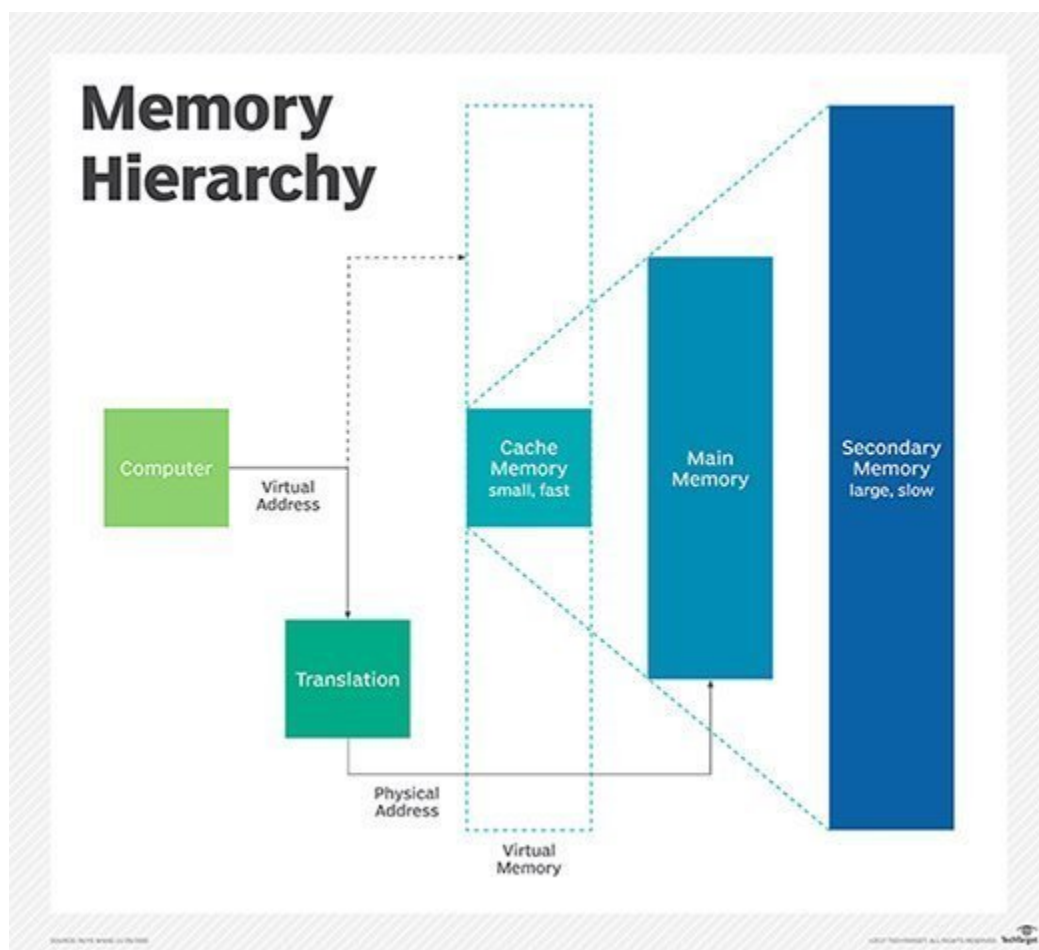 Memory
Hierarchy
Computer
Virtual
Address
Translation
Physical
Address
Cache
Memory
small, fast
Virtual
Memory
Main
Memory
Secondary
Memory
large, slow
TechTarget